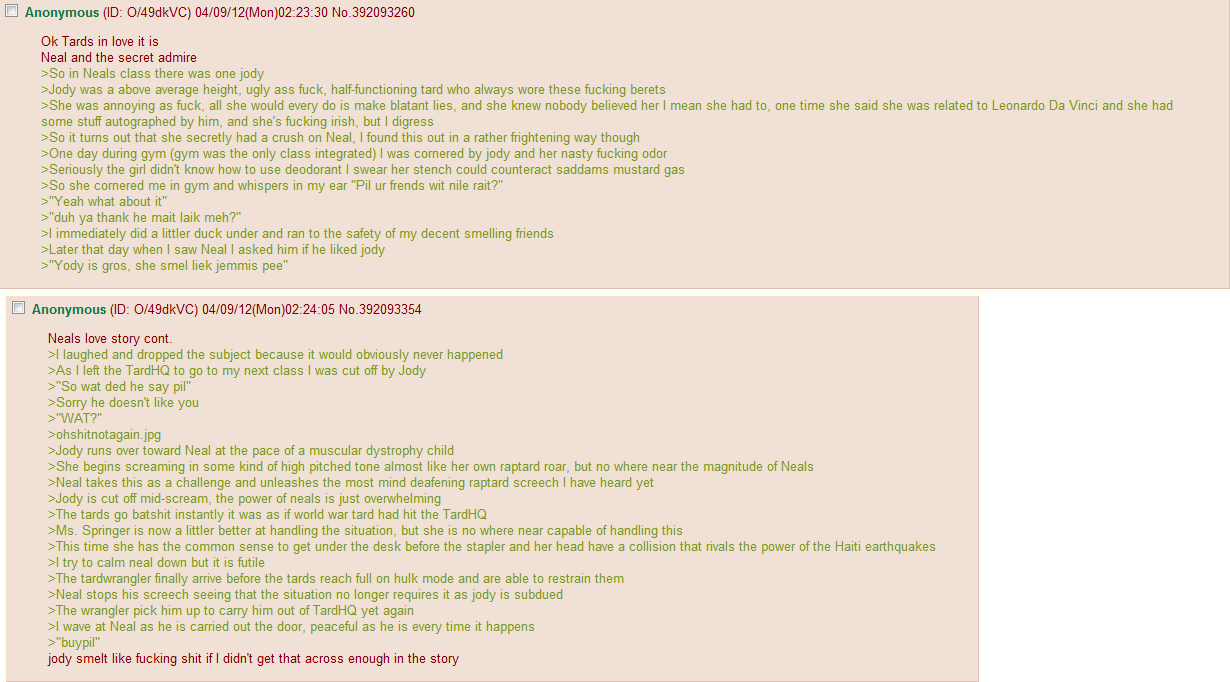 Anonymous (ID: O/49dkVC) 04/09/12(Mon)02:23:30 No.392093260
Ok Tards in love it is
Neal and the secret admire
>So in Neals class there was one jody
>Jody was a above average height, ugly ass fuck, half-functioning tard who always wore these fucking berets
>She was annoying as fuck, all she would every do is make blatant lies, and she knew nobody believed her I mean she had to, one time she said she was related to Leonardo Da Vinci and she had
some stuff autographed by him, and she's fucking irish, but I digress
>So it turns out that she secretly had a crush on Neal, I found this out in a rather frightening way though
>One day during gym (gym was the only class integrated) I was cornered by jody and her nasty fucking odor
>Seriously the girl didn't know how to use deodorant I swear her stench could counteract saddams mustard gas
>So she cornered me in gym and whispers in my ear "Pil ur frends wit nile rait?"
>"Yeah what about it"
>"duh ya thank he mait laik meh?"
>I immediately did a littler duck under and ran to the safety of my decent smelling friends
>Later that day when I saw Neal I asked him if he liked jody
>"Yody is gros, she smel liek jemmis pee"
Anonymous (ID: O/49dkVC) 04/09/12(Mon)02:24:05 No.392093354
Neals love story cont.
>I laughed and dropped the subject because it would obviously never happened
>As I left the TardHQ to go to my next class I was cut off by Jody
>"So wat ded he say pil"
>Sorry he doesn't like you
>"WAT?"
>ohshitnotagain.jpg
>Jody runs over toward Neal at the pace of a muscular dystrophy child
>She begins screaming in some kind of high pitched tone almost like her own raptard roar, but no where near the magnitude of Neals
>Neal takes this as a challenge and unleashes the most mind deafening raptard screech I have heard yet
>Jody is cut off mid-scream, the power of neals is just overwhelming
>The tards go batshit instantly it was as if world war tard had hit the TardHQ
>Ms. Springer is now a littler better at handling the situation, but she is no where near capable of handling this
>This time she has the common sense to get under the desk before the stapler and her head have a collision that rivals the power of the Haiti earthquakes
>I try to calm neal down but it is futile
>The tardwrangler finally arrive before the tards reach full on hulk mode and are able to restrain them
>Neal stops his screech seeing that the situation no longer requires it as jody is subdued
>The wrangler pick him up to carry him out of TardHQ yet again
>I wave at Neal as he is carried out the door, peaceful as he is every time it happens
>"buypil"
jody smelt like fucking shit if I didn't get that across enough in the story